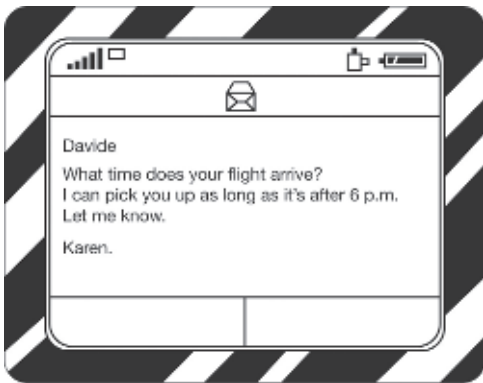 Davide
What time does your flight arrive?
I can pick you up as long as it's after 6 p.m.
Let me know.
Karen.